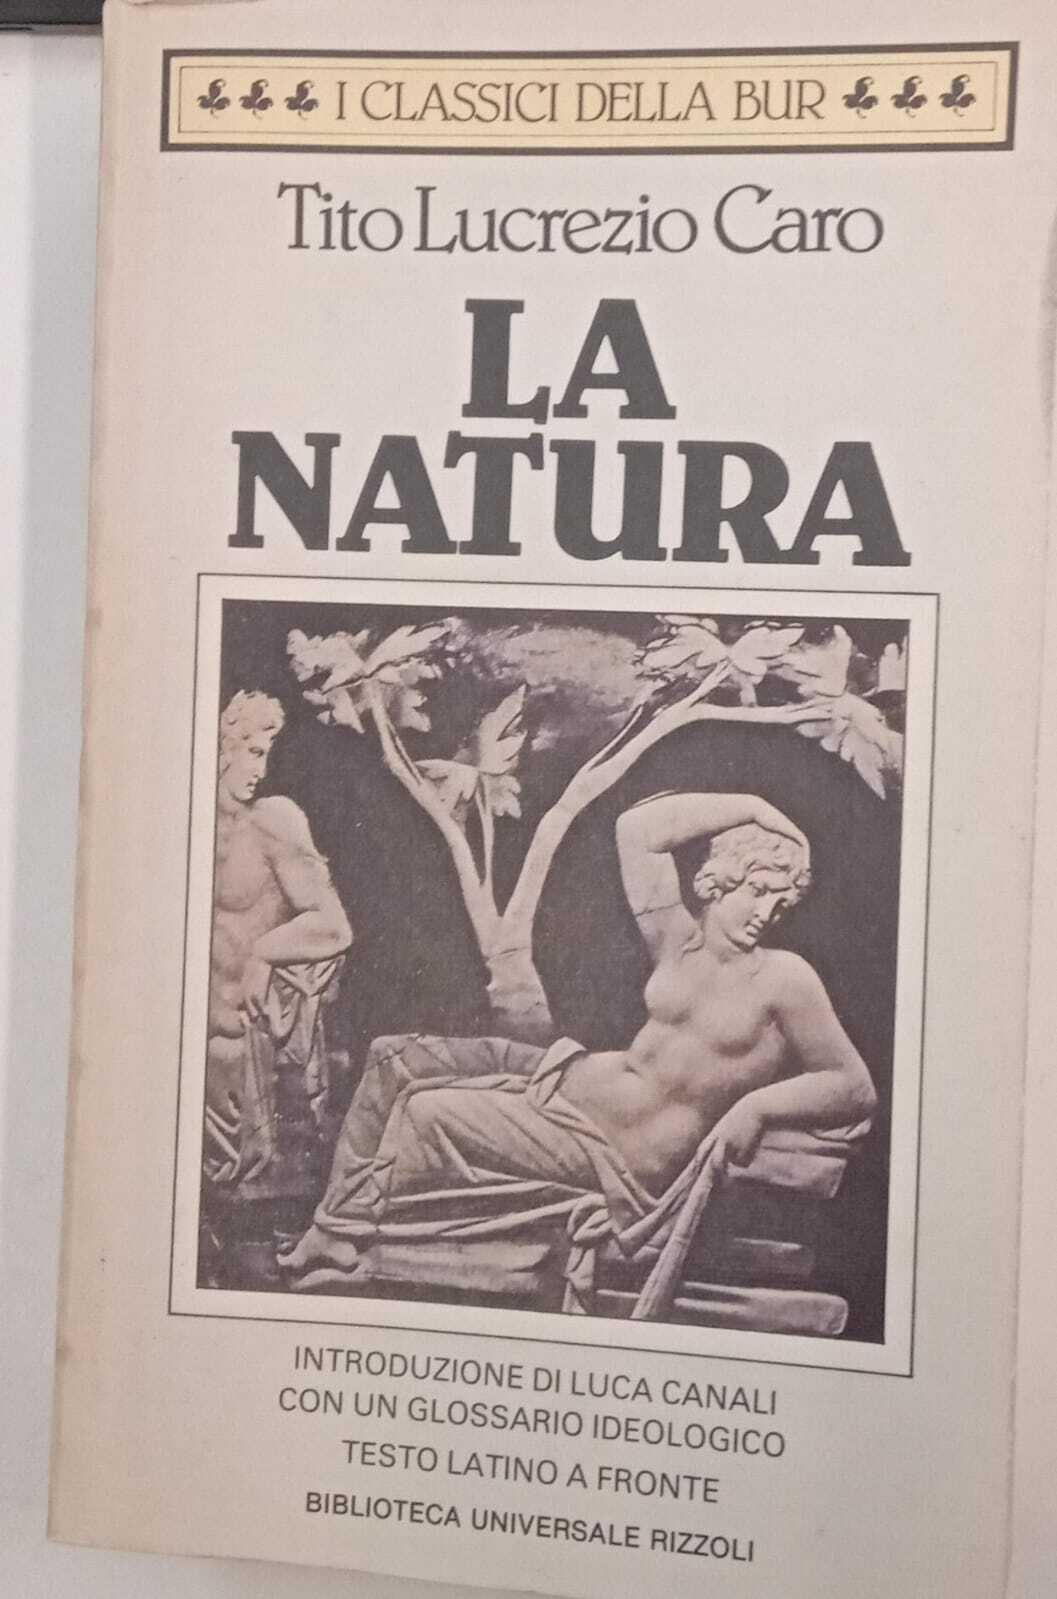 I CLASSICI DELLA BUR
Tito Lucrezio Caro
LA
NATURA
INTRODUZIONE DI LUCA CANALI
CON UN GLOSSARIO IDEOLOGICO
TESTO LATINO A FRONTE
BIBLIOTECA UNIVERSALE RIZZOLI